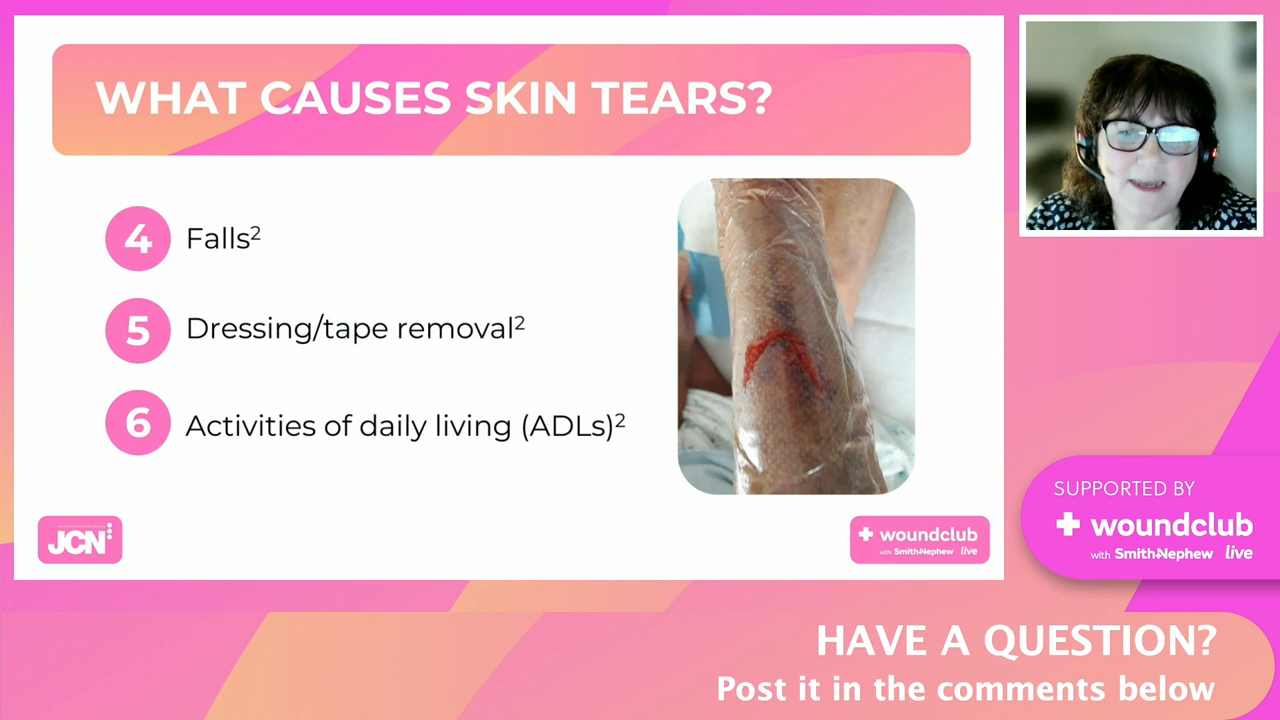 WHAT CAUSES SKIN TEARS?
4 Falls²
5 Dressing/tape removal²
6 Activities of daily living (ADLs)²
JCN
+ woundclub
with Smith+Nephew live
SUPPORTED BY
+ woundclub
with Smith+Nephew live
HAVE A QUESTION?
Post it in the comments below